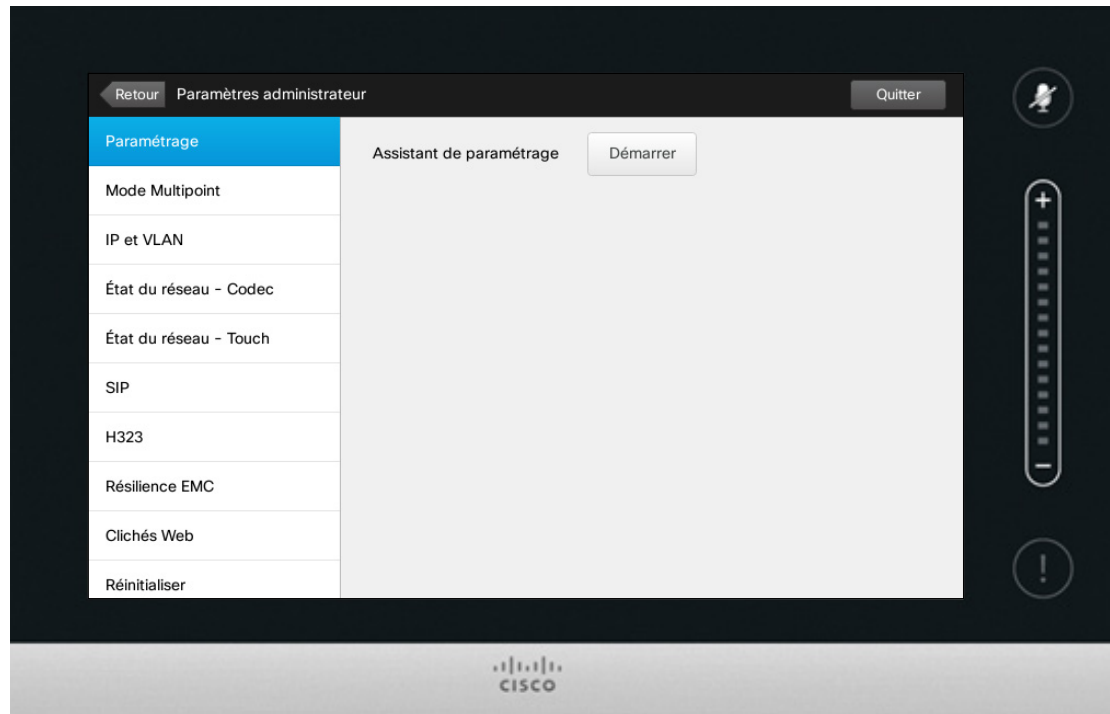 Retour Paramètres administrateur Quitter
Paramétrage
Assistant de paramétrage Démarrer
Mode Multipoint
IP et VLAN
État du réseau - Codec
État du réseau - Touch
SIP
H323
Résilience EMC
Clichés Web
Réinitialiser
+
−
!
CISCO